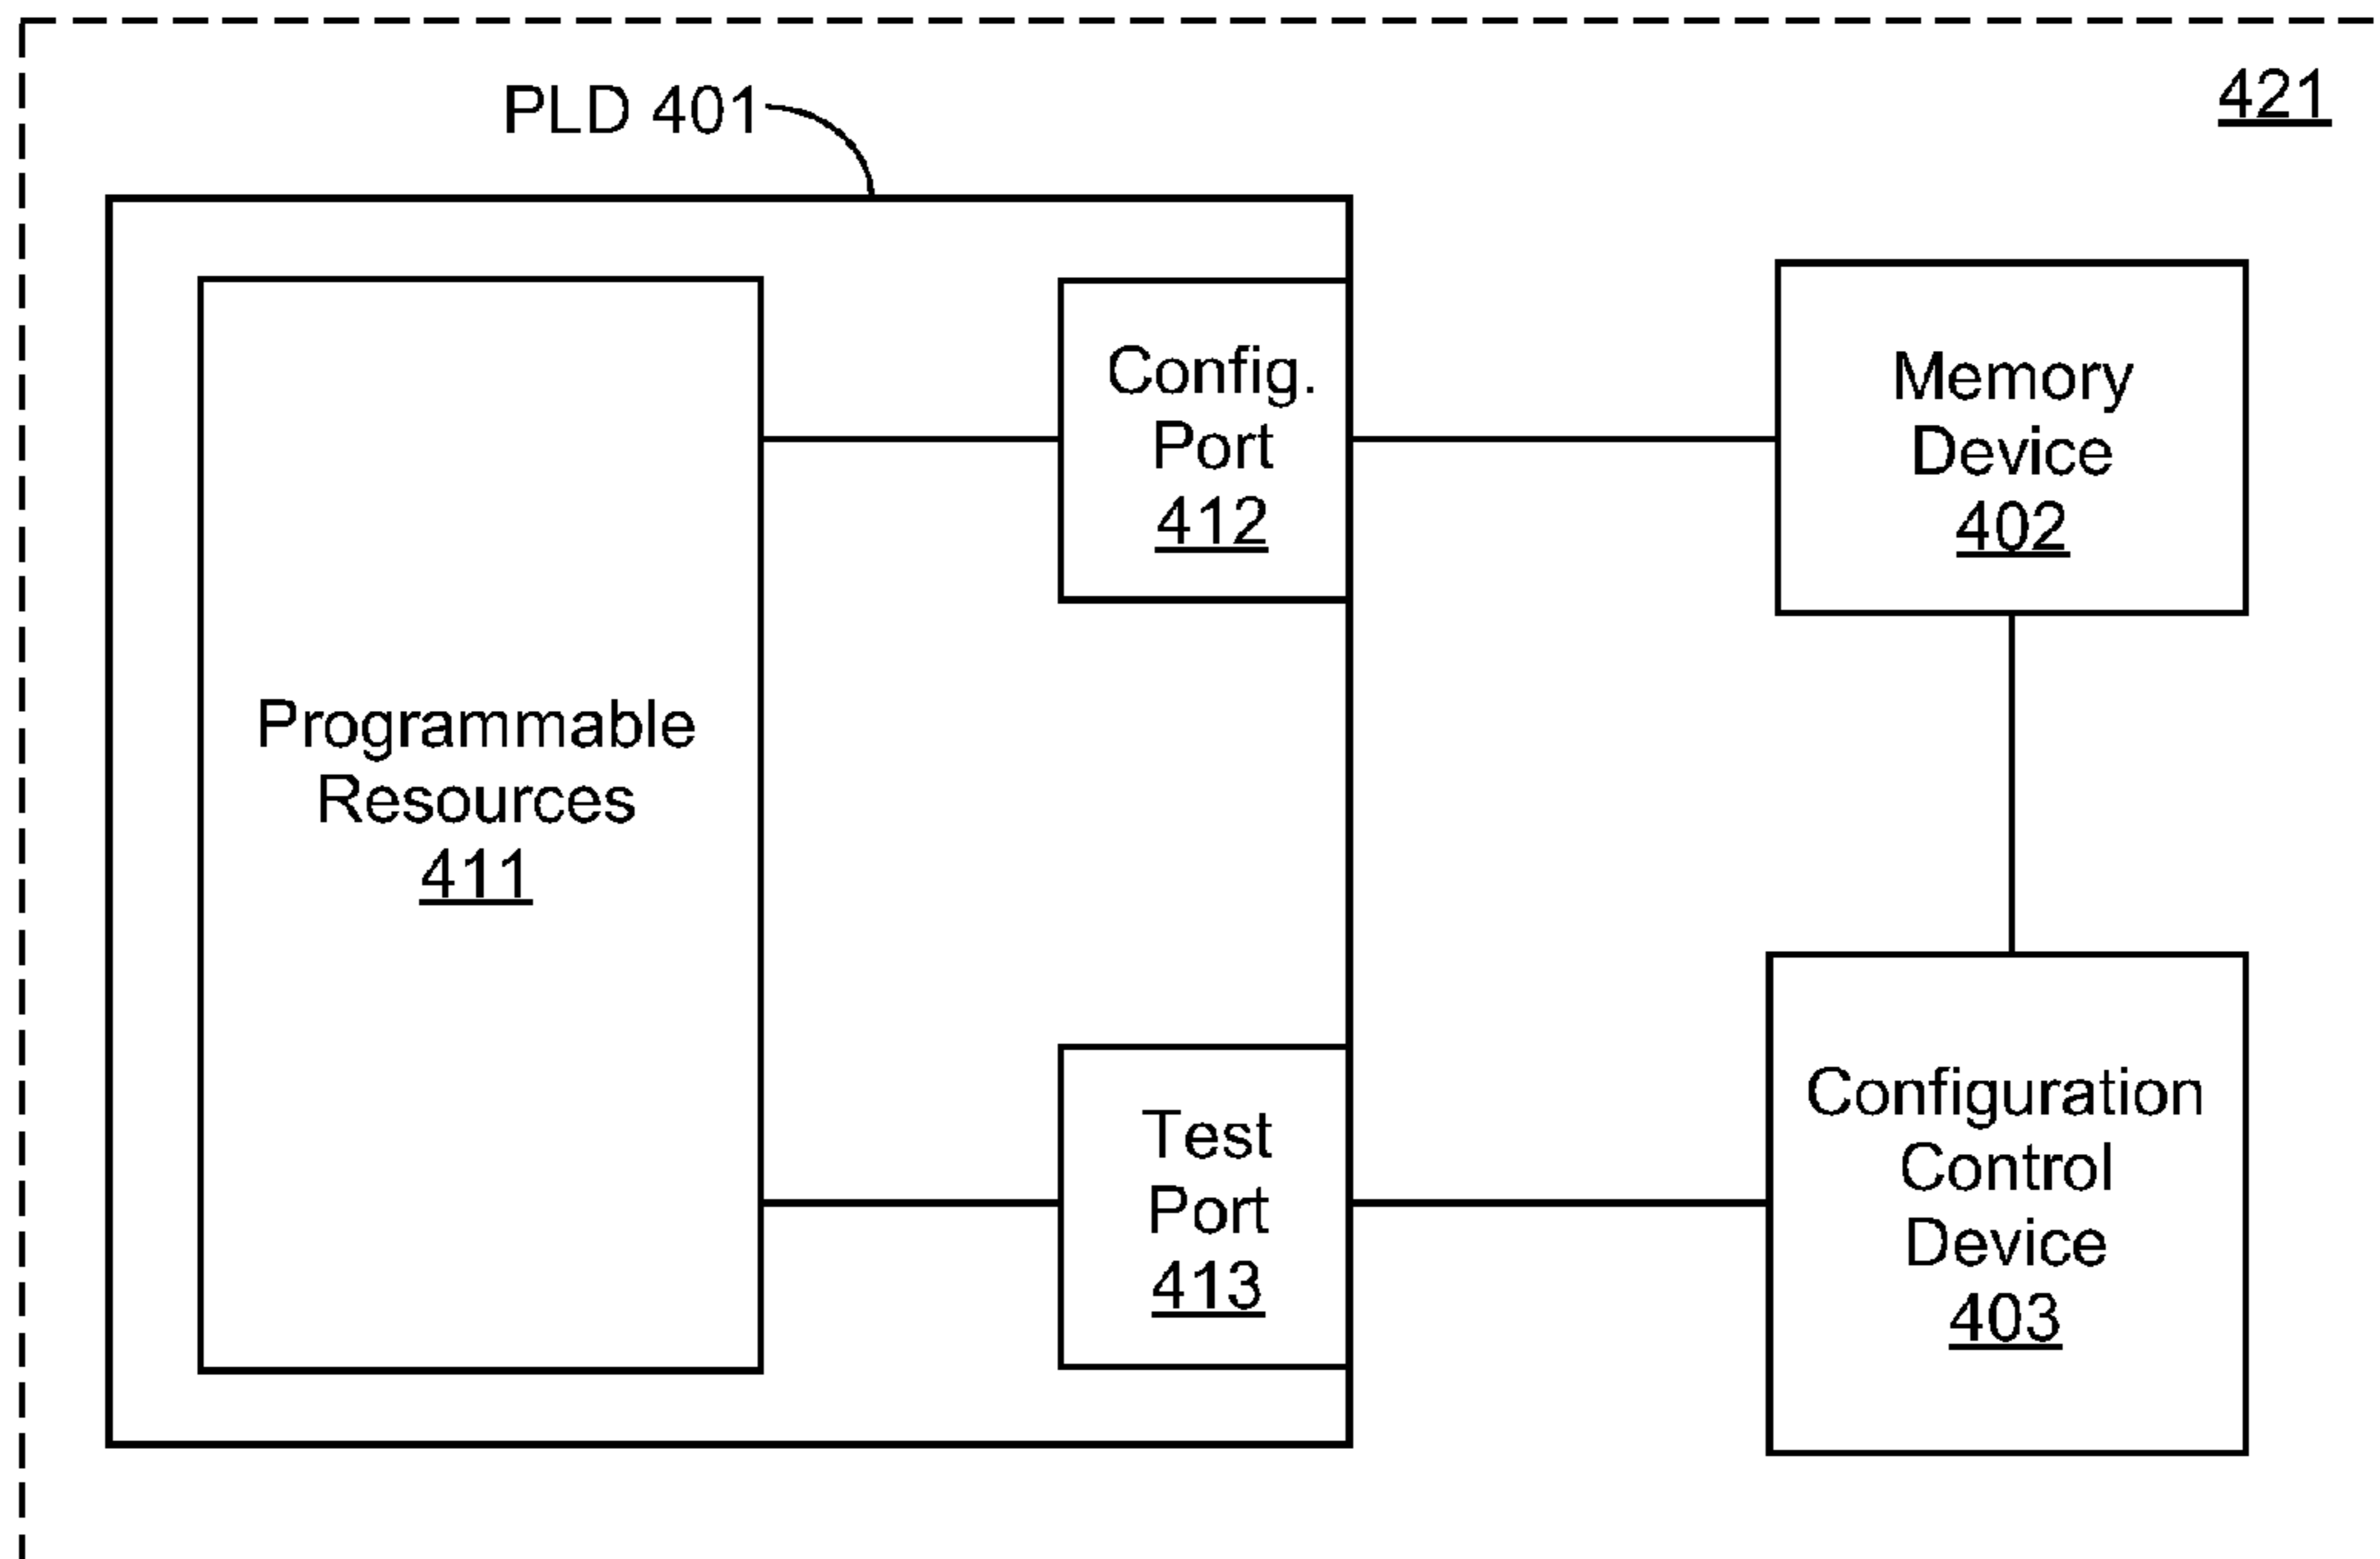 421
PLD 401
Config.
Port
412
Memory
Device
402
Programmable
Resources
411
Test
Port
413
Configuration
Control
Device
403